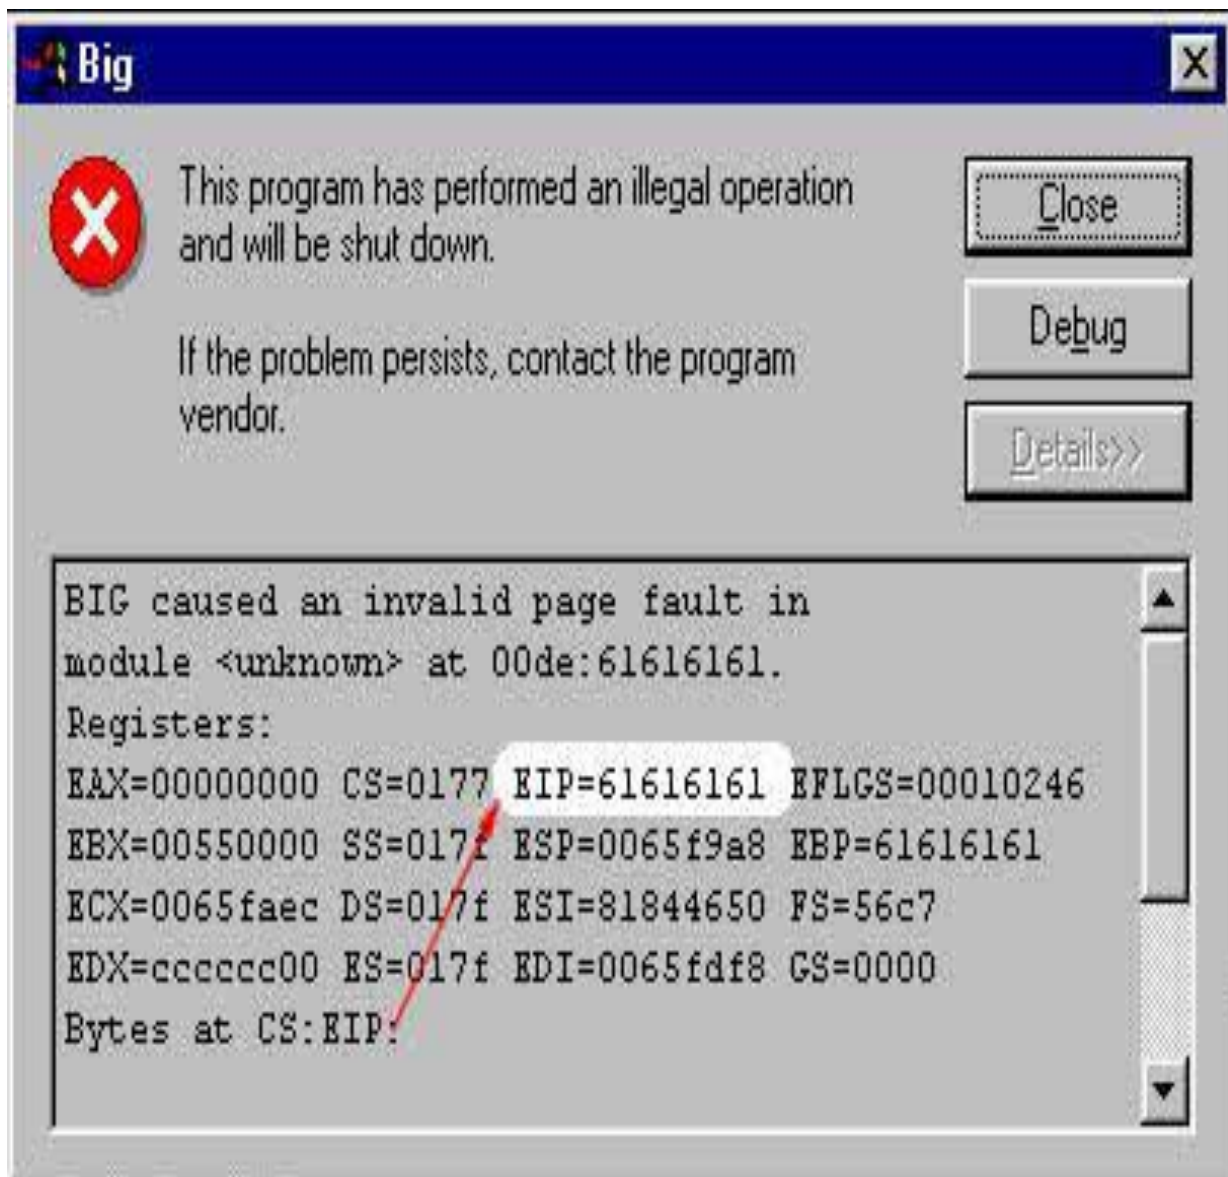 Big
This program has performed an illegal operation
and will be shut down.
If the problem persists, contact the program
vendor.
Close
Debug
Details>>
BIG caused an invalid page fault in
module <unknown> at 00de:61616161.
Registers:
EAX=00000000 CS=0177 EIP=61616161 EFLGS=00010246
EBX=00550000 SS=017f ESP=0065f9a8 EBP=61616161
ECX=0065faec DS=017f ESI=81844650 FS=56c7
EDX=cccccc00 ES=017f EDI=0065fdf8 GS=0000
Bytes at CS:EIP: